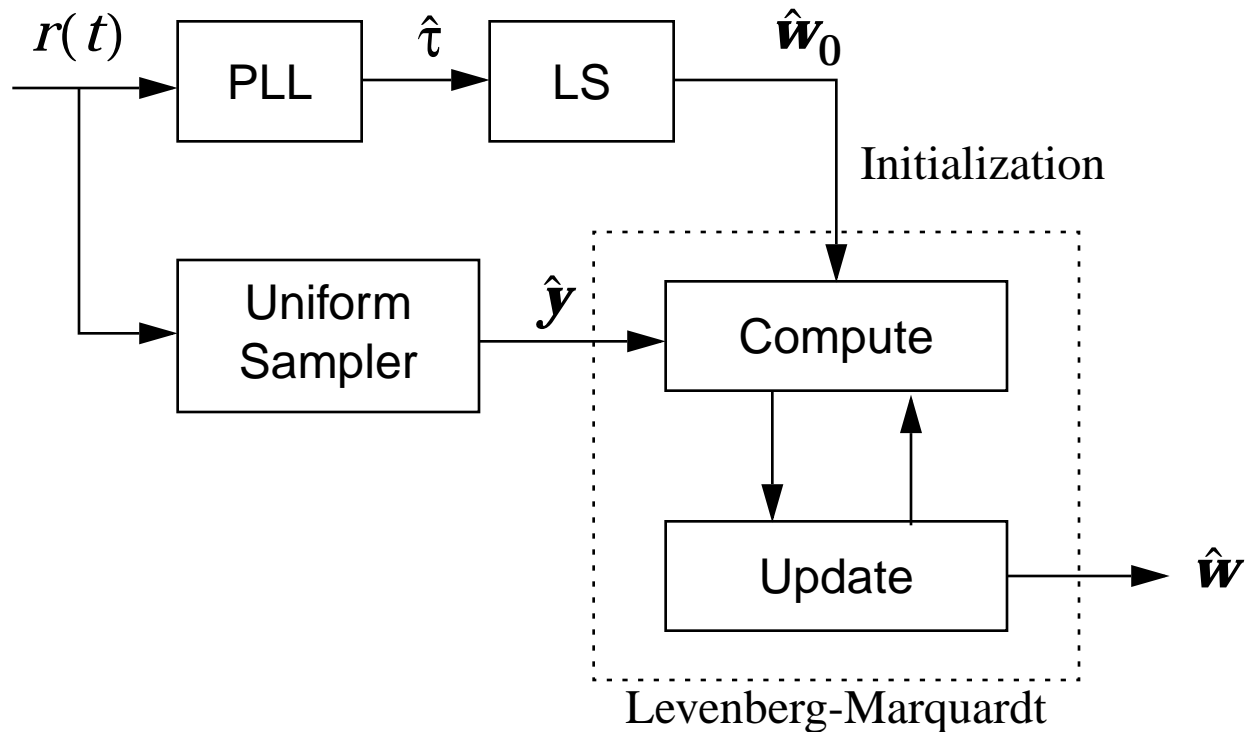 r(t)
PLL
τ̂
LS
ŵ₀
Initialization
Uniform
Sampler
ŷ
Compute
Update
ŵ
Levenberg-Marquardt